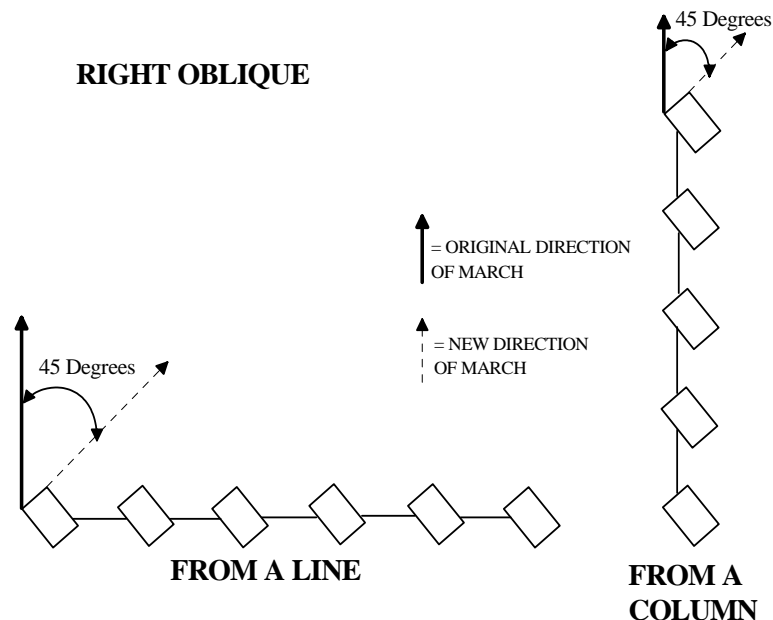 45 Degrees
RIGHT OBLIQUE
= ORIGINAL DIRECTION
OF MARCH
= NEW DIRECTION
OF MARCH
45 Degrees
FROM A LINE
FROM A
COLUMN